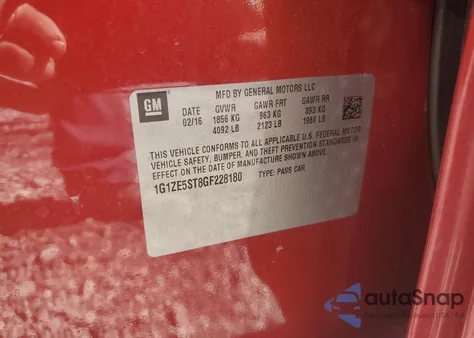 MFD BY GENERAL MOTORS LLC
GM
DATE GVWR GAWR FRT GAWR RR
02/16 1856 KG 963 KG 893 KG
4092 LB 2123 LB 1969 LB
THIS VEHICLE CONFORMS TO ALL APPLICABLE U.S. FEDERAL MOTOR
VEHICLE SAFETY, BUMPER, AND THEFT PREVENTION STANDARDS IN
EFFECT ON THE DATE OF MANUFACTURE SHOWN ABOVE.
1G1ZE5ST8GF228180 TYPE: PASS CAR
autoSnap